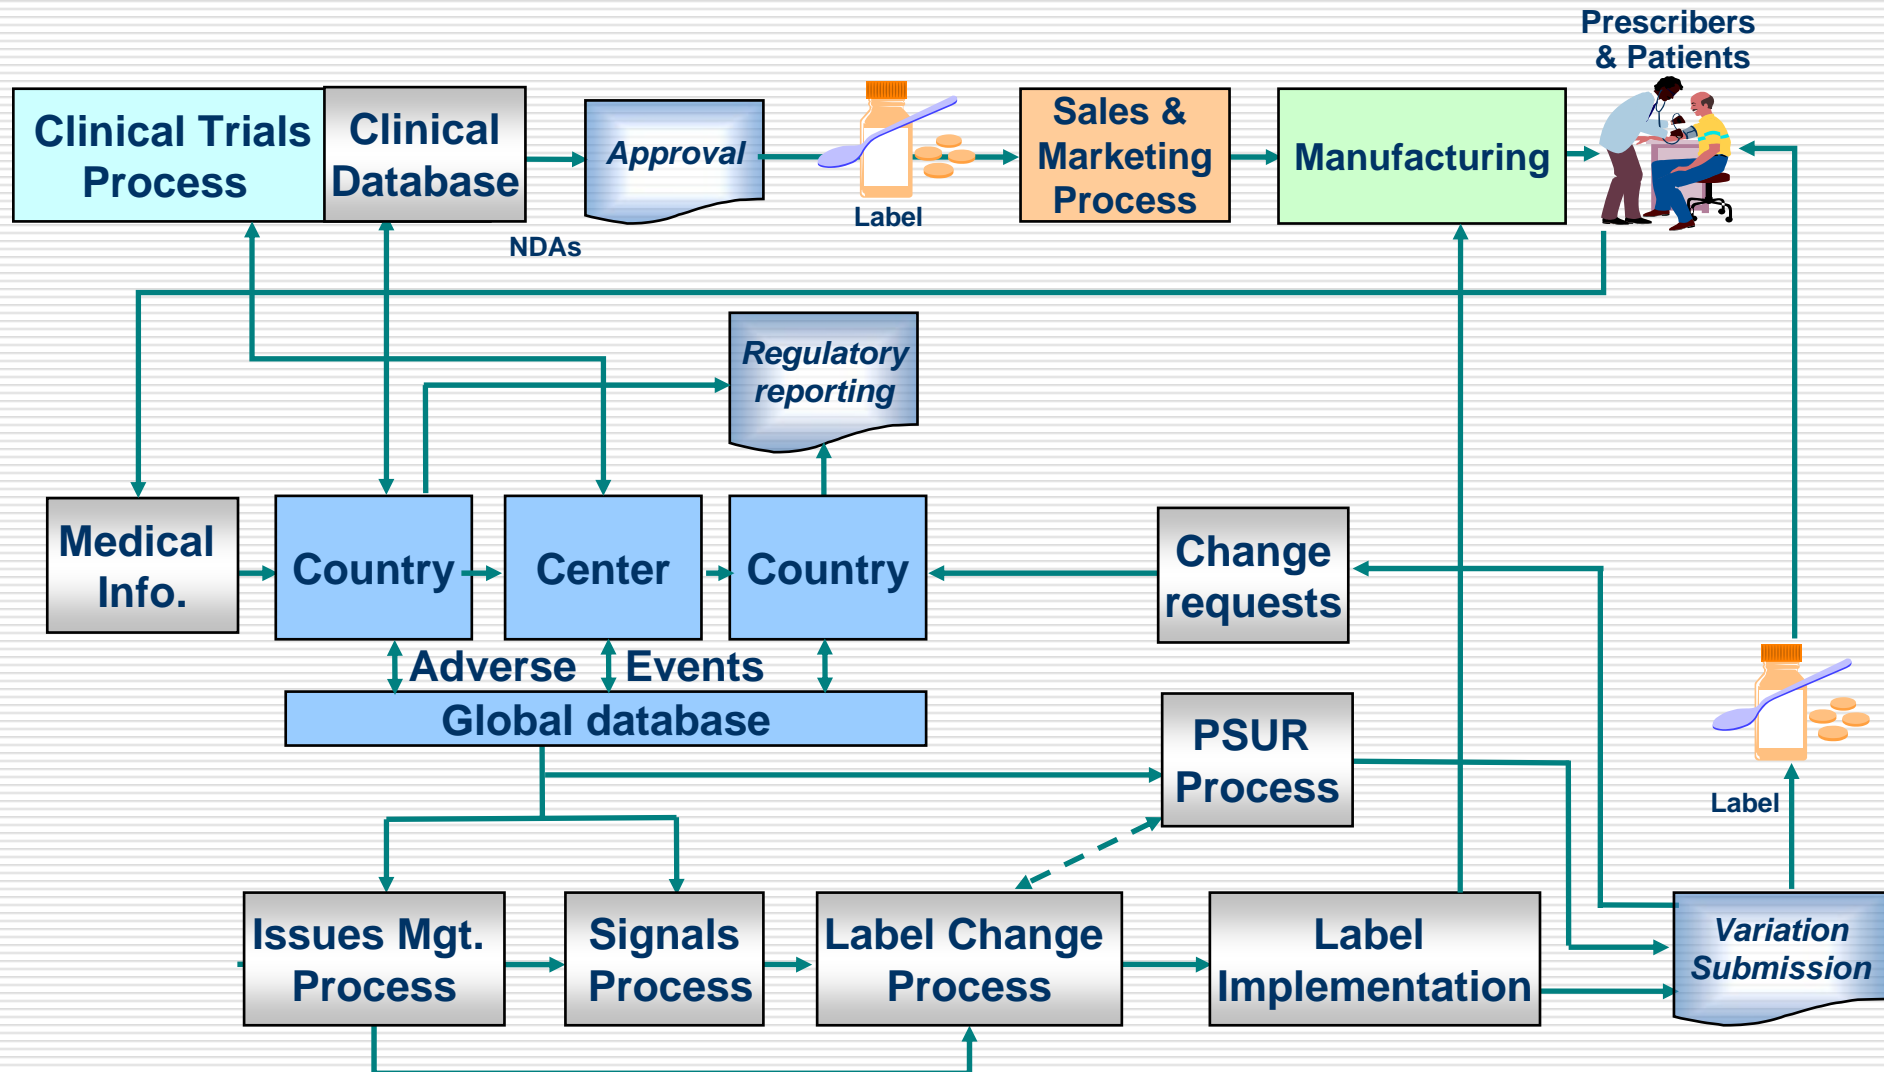 Prescribers
& Patients
Clinical Trials
Process
Clinical
Database
Approval
Label
Sales &
Marketing
Process
Manufacturing
NDAs
Regulatory
reporting
Medical
Info.
Country
Center
Country
Change
requests
Adverse Events
Global database
PSUR
Process
Label
Issues Mgt.
Process
Signals
Process
Label Change
Process
Label
Implementation
Variation
Submission